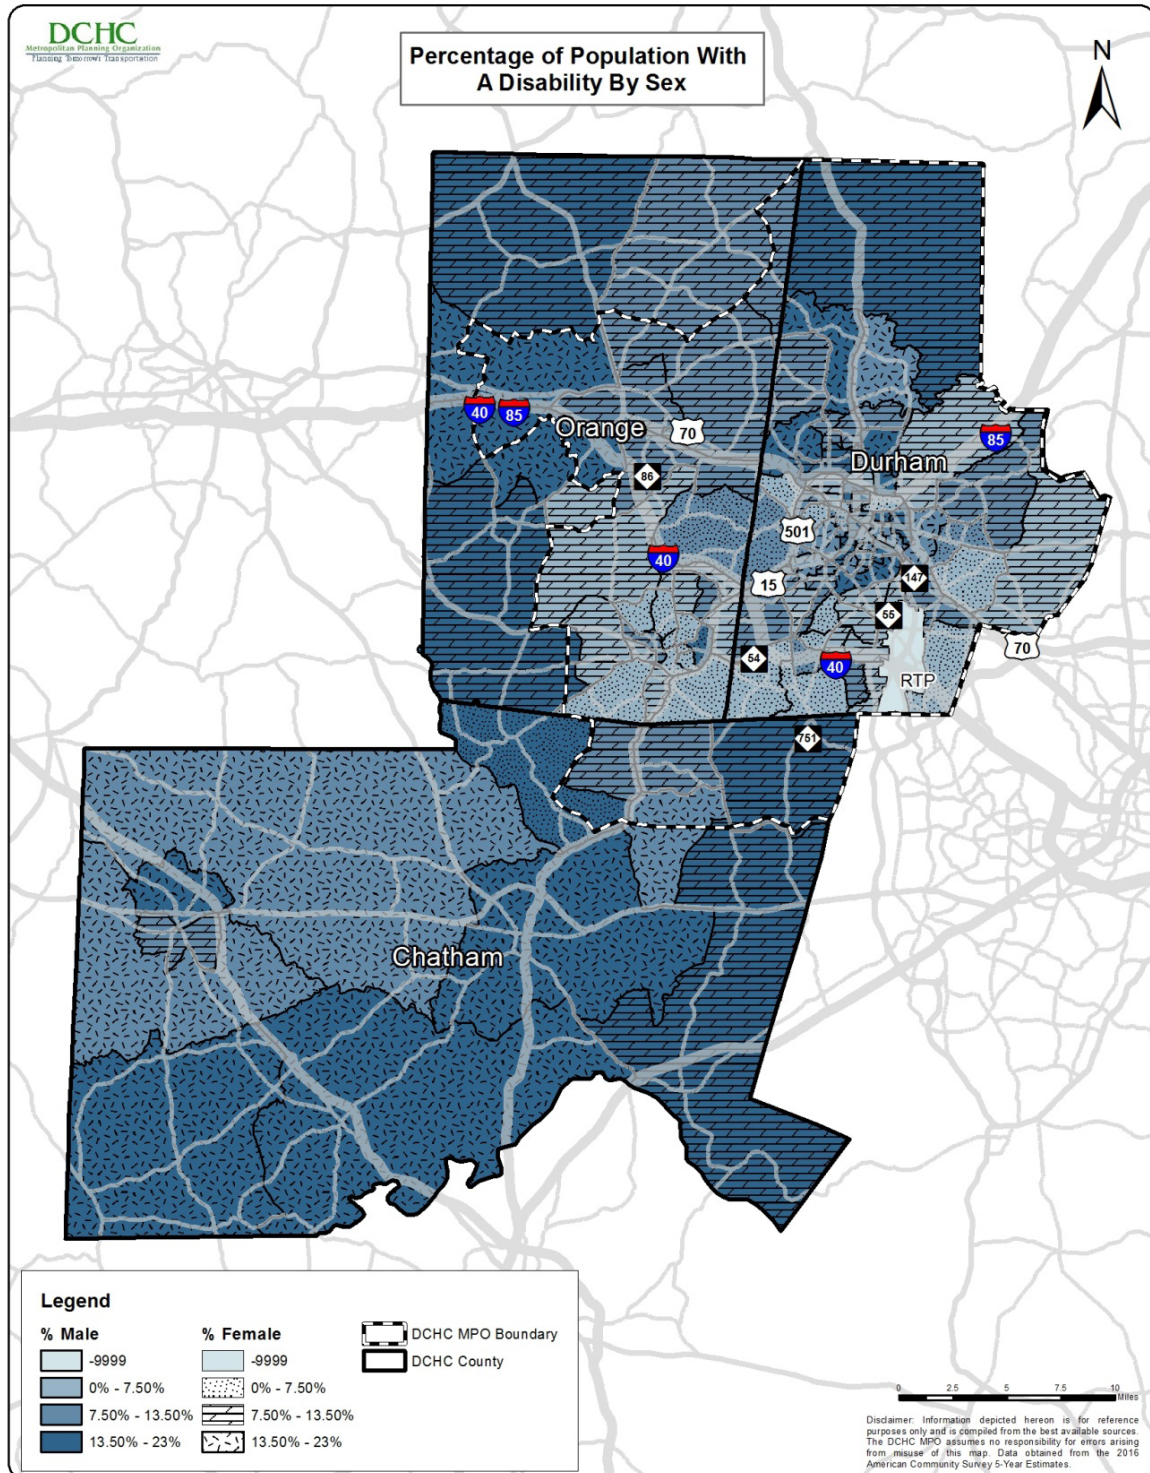 DCHC
Metropolitan Planning Organization
Planning Tomorrow's Transportation
Percentage of Population With
A Disability By Sex
N
40
85
Orange
70
85
Durham
86
501
40
15
147
55
54
40
70
RTP
751
Chatham
Legend
% Male
% Female
-9999
-9999
DCHC MPO Boundary
0% - 7.50%
0% - 7.50%
DCHC County
7.50% - 13.50%
7.50% - 13.50%
13.50% - 23%
13.50% - 23%
0 2.5 5 7.5 10
Miles
Disclaimer: Information depicted hereon is for reference
purposes only and is compiled from the best available sources.
The DCHC MPO assumes no responsibility for errors arising
from misuse of this map. Data obtained from the 2016
American Community Survey 5-Year Estimates.